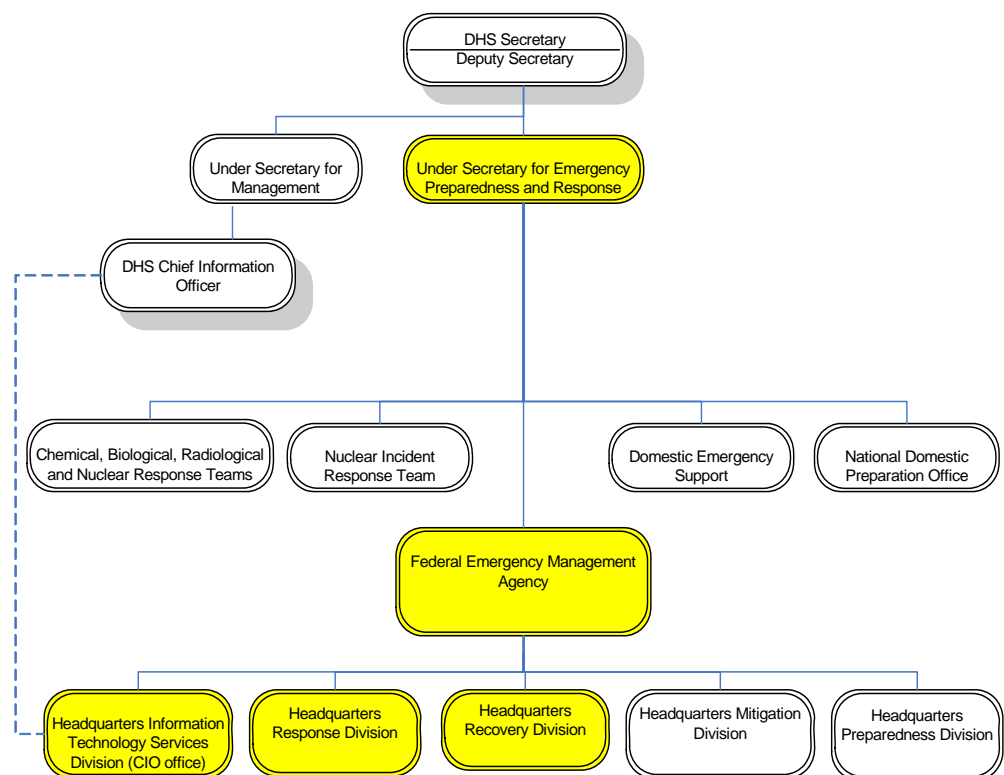 DHS Secretary
Deputy Secretary
Under Secretary for
Management
Under Secretary for Emergency
Preparedness and Response
DHS Chief Information
Officer
Chemical, Biological, Radiological
and Nuclear Response Teams
Nuclear Incident
Response Team
Domestic Emergency
Support
National Domestic
Preparation Office
Federal Emergency Management
Agency
Headquarters Information
Technology Services
Division (CIO office)
Headquarters
Response Division
Headquarters
Recovery Division
Headquarters Mitigation
Division
Headquarters
Preparedness Division